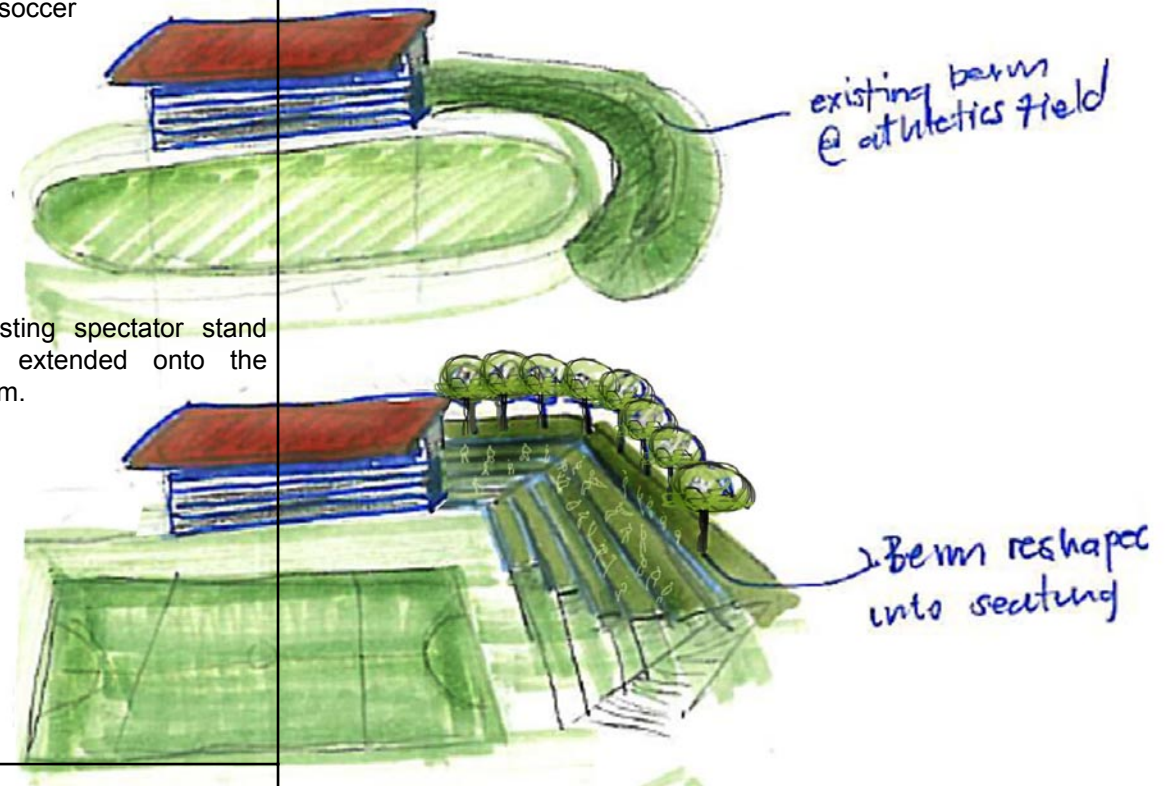 soccer
existing berm
@ athletics field
sting spectator stand
extended onto the
m.
Berm reshaped
into seating